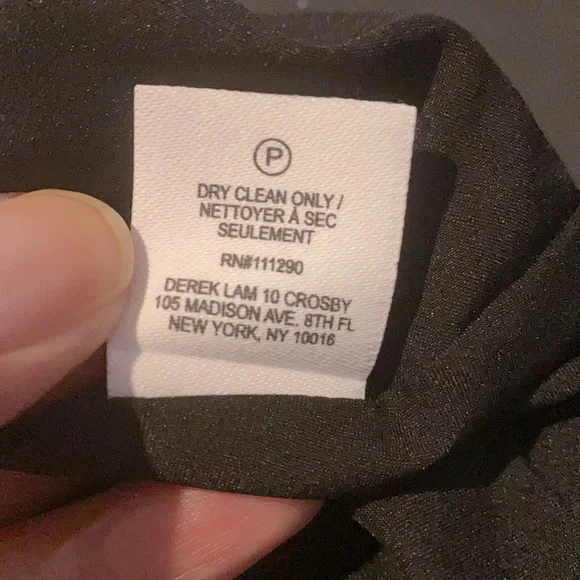 P
DRY CLEAN ONLY /
NETTOYER À SEC
SEULEMENT
RN#111290
DEREK LAM 10 CROSBY
105 MADISON AVE. 8TH FL
NEW YORK, NY 10016